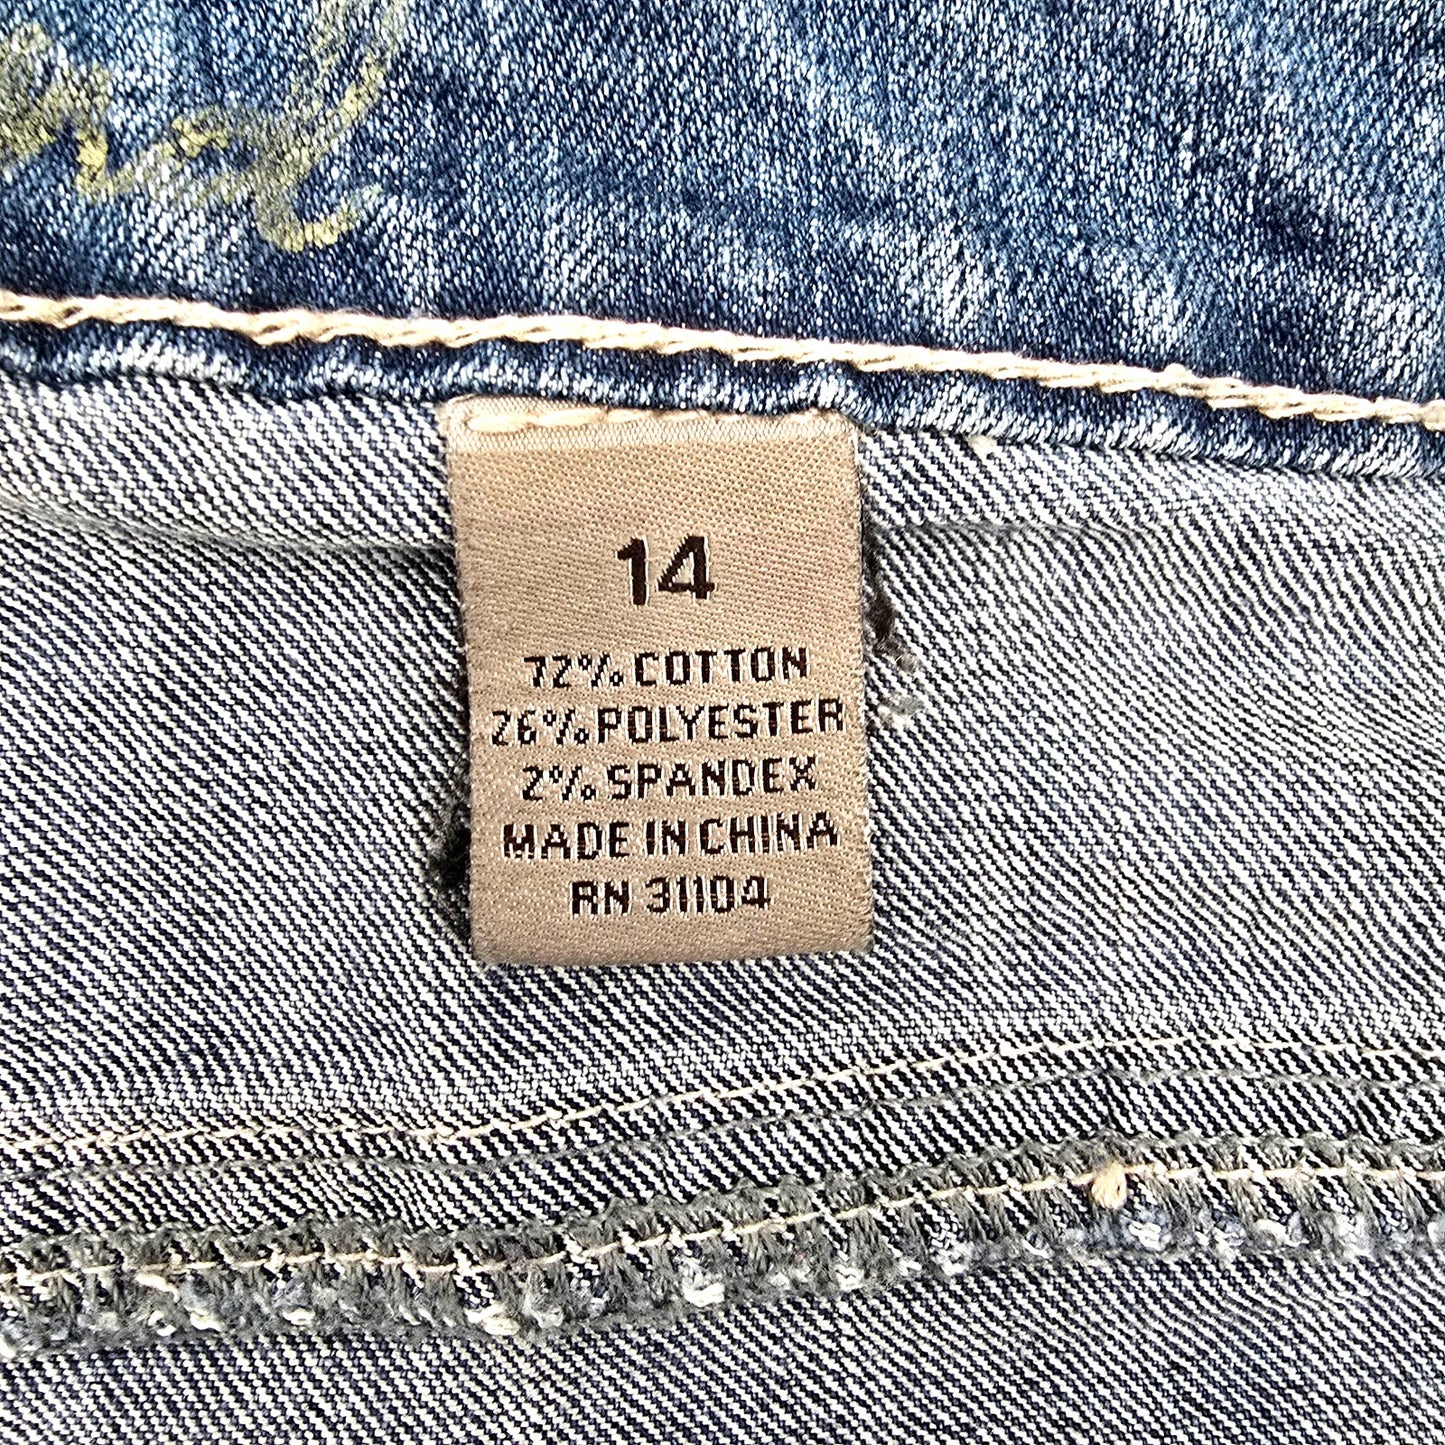 14
72% COTTON
26% POLYESTER
2% SPANDEX
MADE IN CHINA
RN 31104